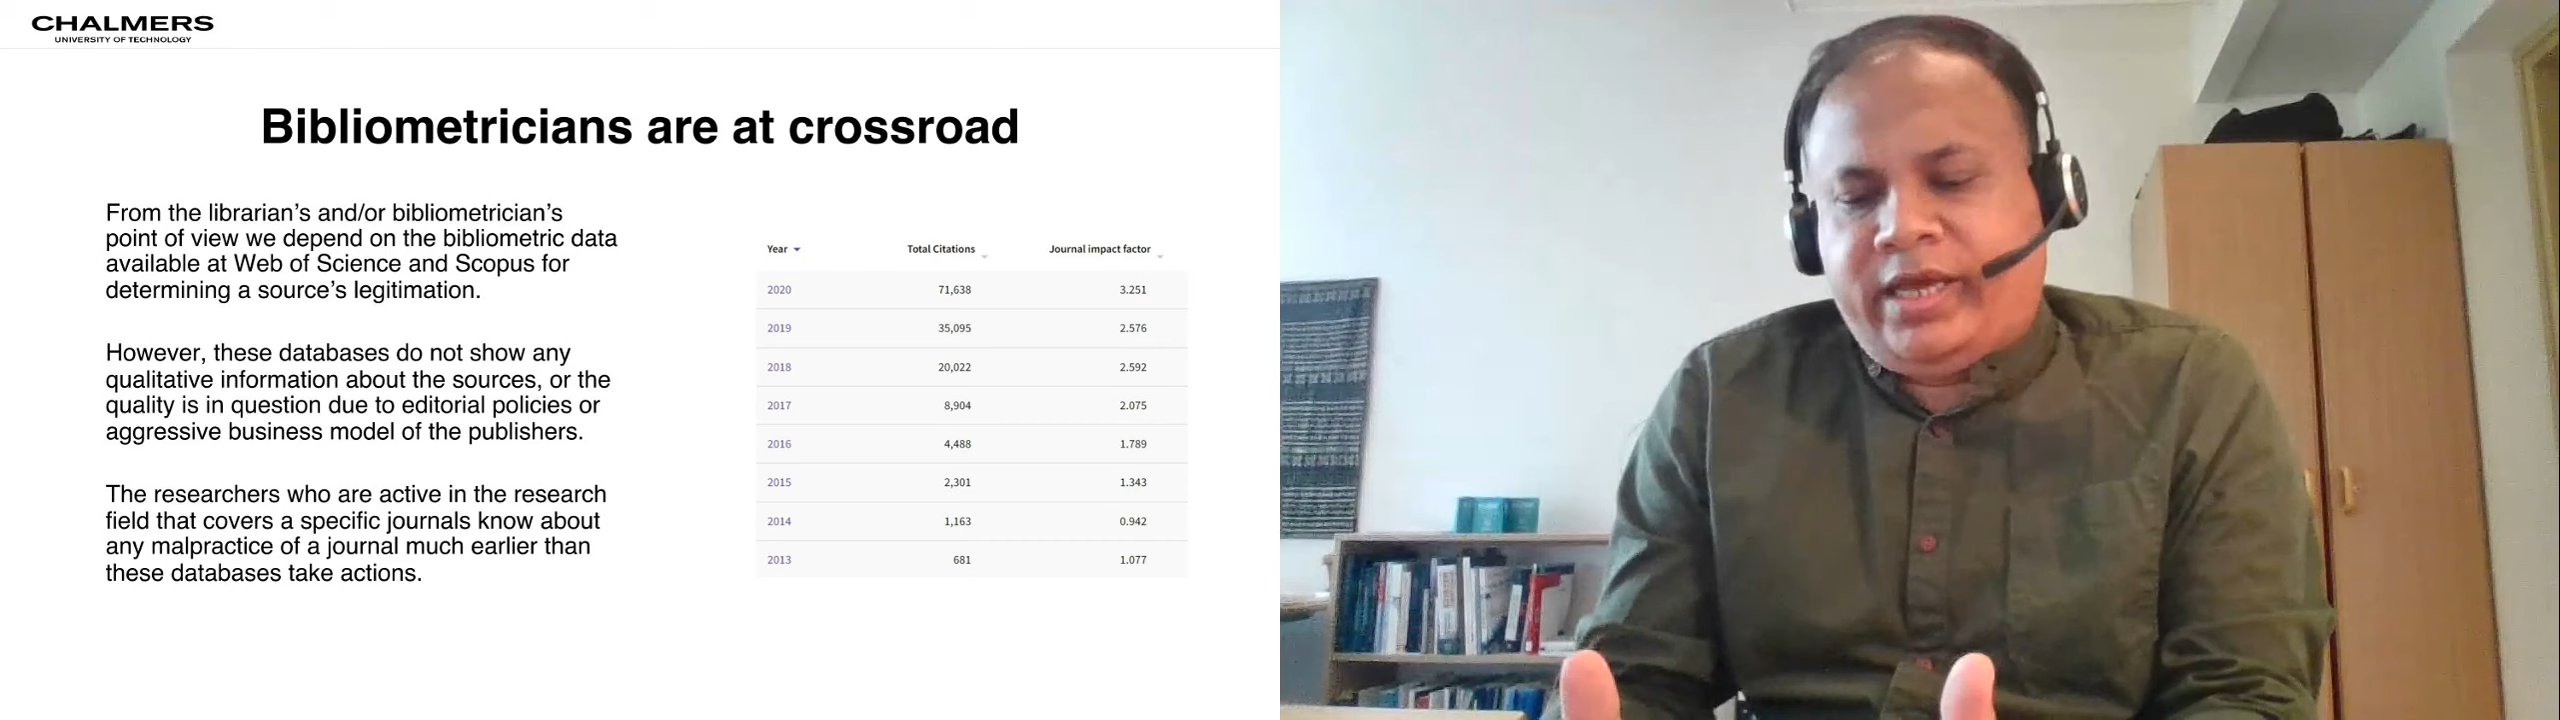 CHALMERS
UNIVERSITY OF TECHNOLOGY
Bibliometricians are at crossroad
From the librarian’s and/or bibliometrician’s
point of view we depend on the bibliometric data
available at Web of Science and Scopus for
determining a source’s legitimation.
However, these databases do not show any
qualitative information about the sources, or the
quality is in question due to editorial policies or
aggressive business model of the publishers.
The researchers who are active in the research
field that covers a specific journals know about
any malpractice of a journal much earlier than
these databases take actions.
Year Total Citations Journal impact factor
2020 71,638 3.251
2019 35,095 2.576
2018 20,022 2.592
2017 8,904 2.075
2016 4,488 1.789
2015 2,301 1.343
2014 1,163 0.942
2013 681 1.077